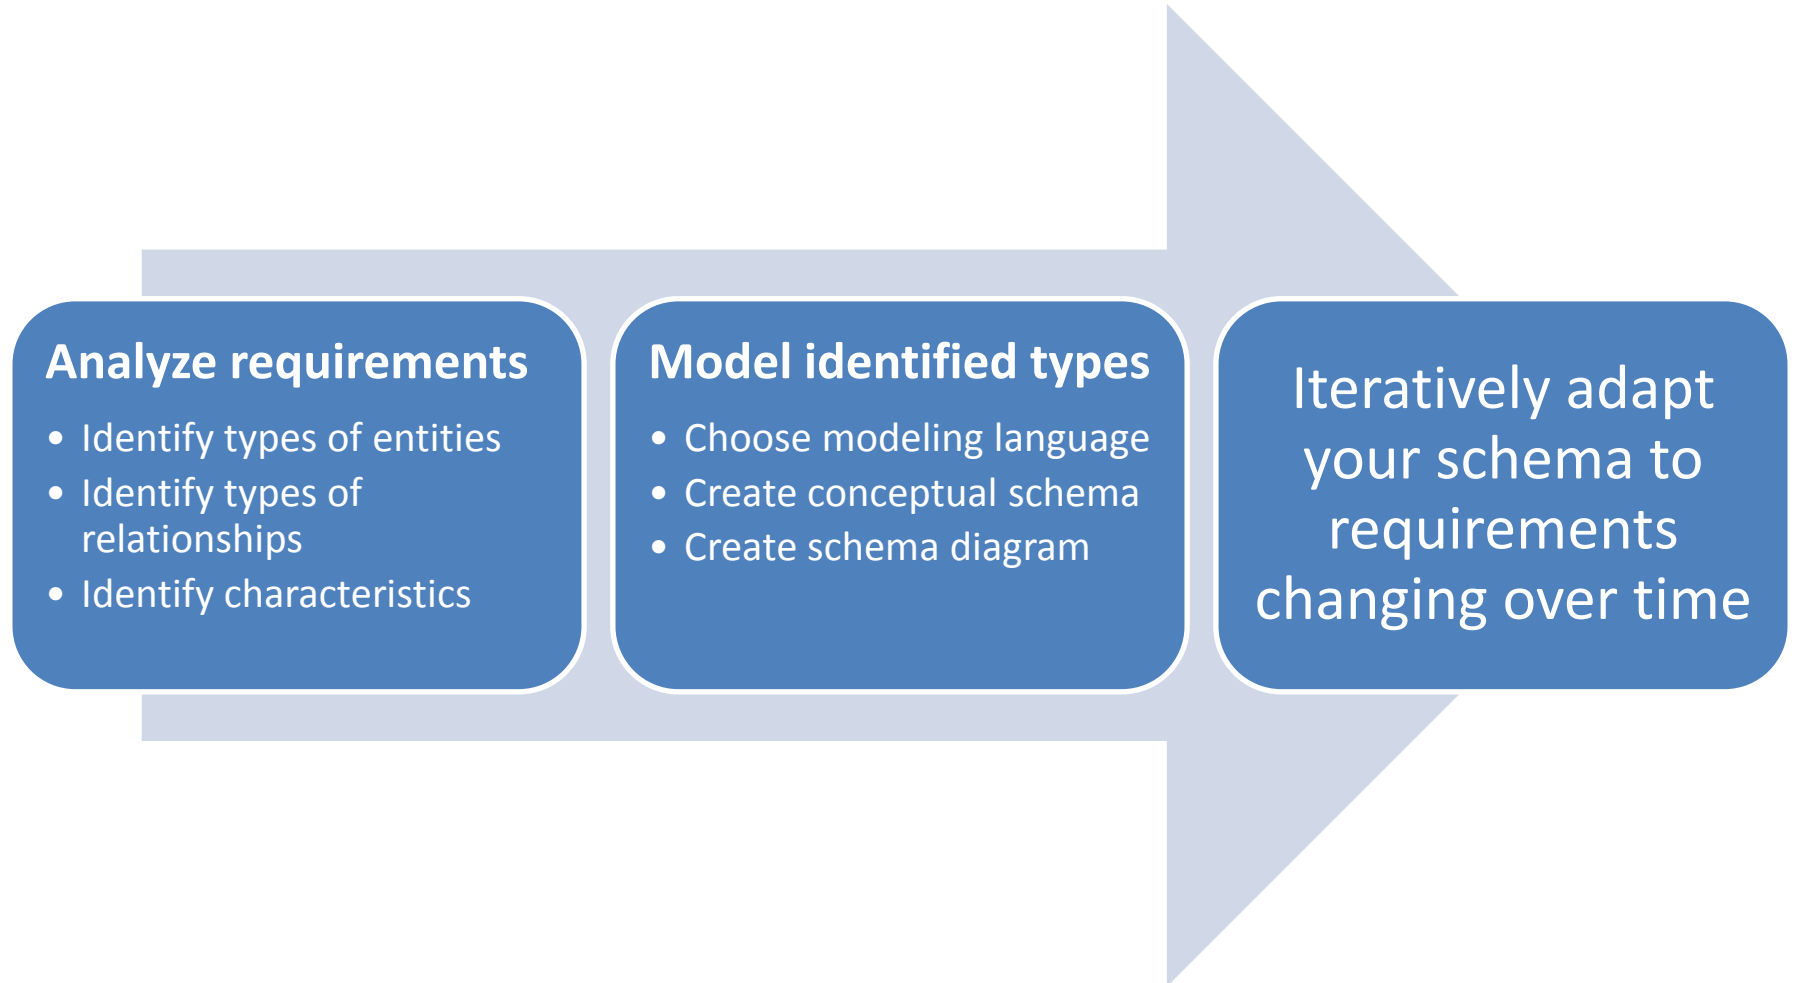 Analyze requirements
• Identify types of entities
• Identify types of
relationships
• Identify characteristics
Model identified types
• Choose modeling language
• Create conceptual schema
• Create schema diagram
Iteratively adapt
your schema to
requirements
changing over time